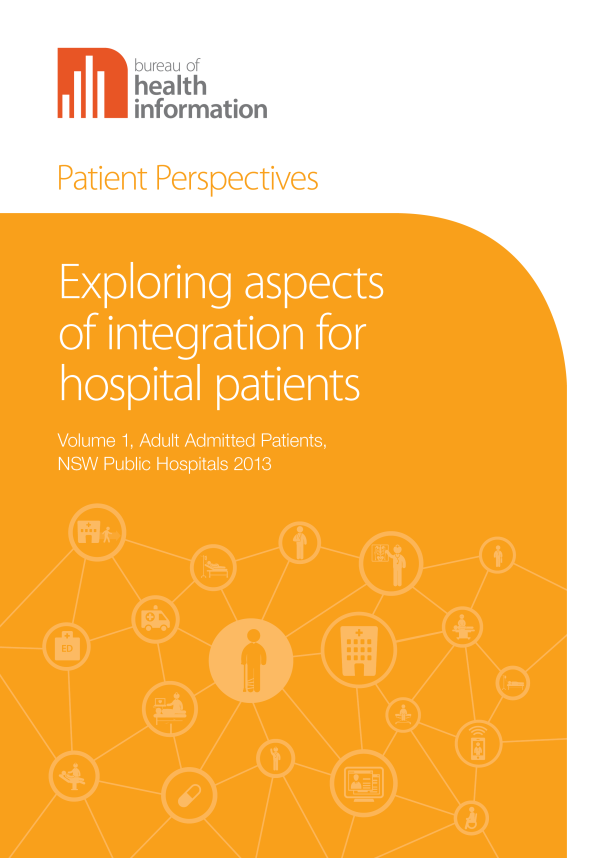 bureau of
health
information
Patient Perspectives
Exploring aspects
of integration for
hospital patients
Volume 1, Adult Admitted Patients,
NSW Public Hospitals 2013
ED